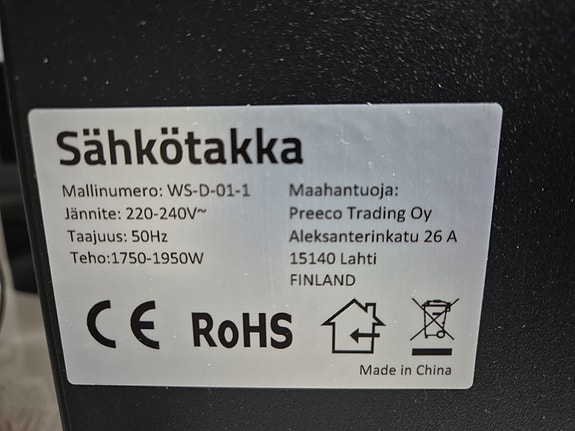 Sähkötakka
Mallinumero: WS-D-01-1
Jännite: 220-240V~
Taajuus: 50Hz
Teho:1750-1950W
Maahantuoja:
Preeco Trading Oy
Aleksanterinkatu 26 A
15140 Lahti
FINLAND
CE
RoHS
Made in China